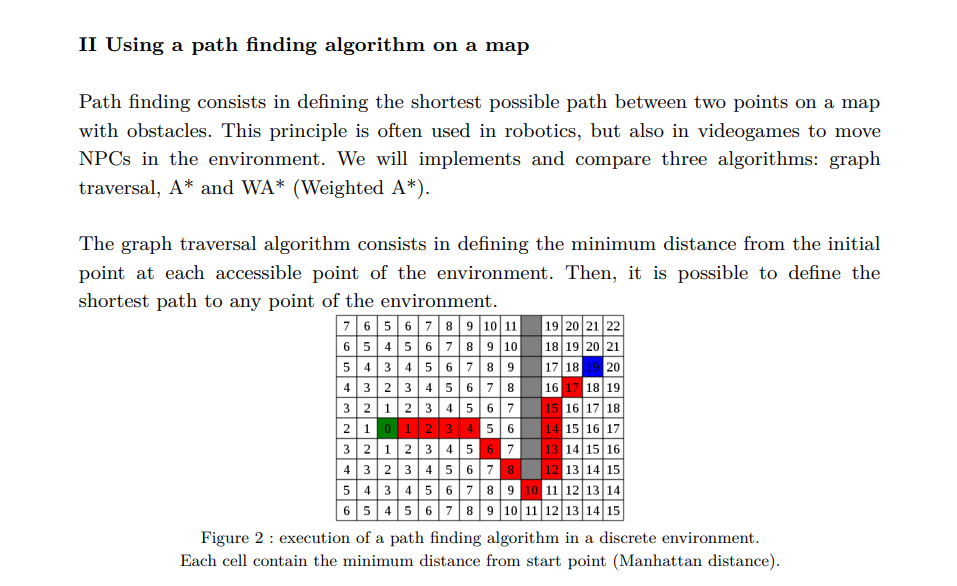 II Using a path finding algorithm on a map
Path finding consists in defining the shortest possible path between two points on a map
with obstacles. This principle is often used in robotics, but also in videogames to move
NPCs in the environment. We will implements and compare three algorithms: graph
traversal, A* and WA* (Weighted A*).
The graph traversal algorithm consists in defining the minimum distance from the initial
point at each accessible point of the environment. Then, it is possible to define the
shortest path to any point of the environment.
7 6 5 6 7 8 9 10 11 19 20 21 22
6 5 4 5 6 7 8 9 10 18 19 20 21
5 4 3 4 5 6 7 8 9 17 18 19 20
4 3 2 3 4 5 6 7 8 16 17 18 19
3 2 1 2 3 4 5 6 7 15 16 17 18
2 1 0 1 2 3 4 5 6 14 15 16 17
3 2 1 2 3 4 5 6 7 13 14 15 16
4 3 2 3 4 5 6 7 8 12 13 14 15
5 4 3 4 5 6 7 8 9 10 11 12 13 14
6 5 4 5 6 7 8 9 10 11 12 13 14 15
Figure 2 : execution of a path finding algorithm in a discrete environment.
Each cell contain the minimum distance from start point (Manhattan distance).